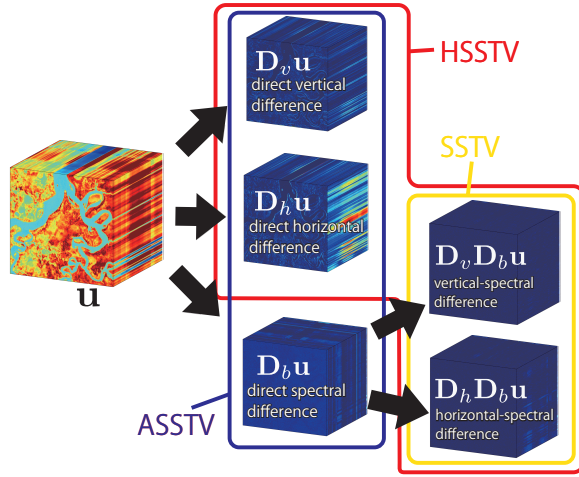 HSSTV
D_v u
direct vertical
difference
SSTV
D_h u
direct horizontal
difference
u
D_v D_b u
vertical-spectral
difference
D_b u
direct spectral
difference
D_h D_b u
horizontal-spectral
difference
ASSTV